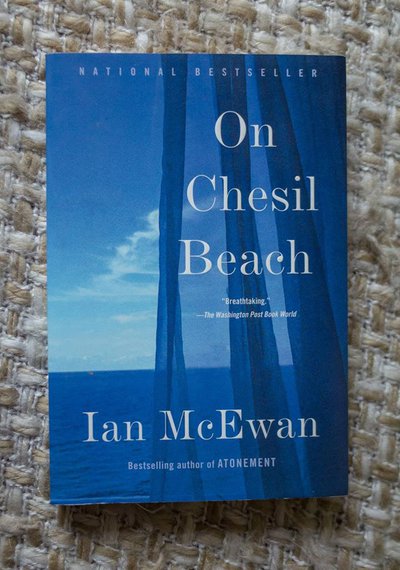 NATIONAL BESTSELLER
On
Chesil
Beach
"Breathtaking."
—The Washington Post Book World
Ian McEwan
Bestselling author of ATONEMENT